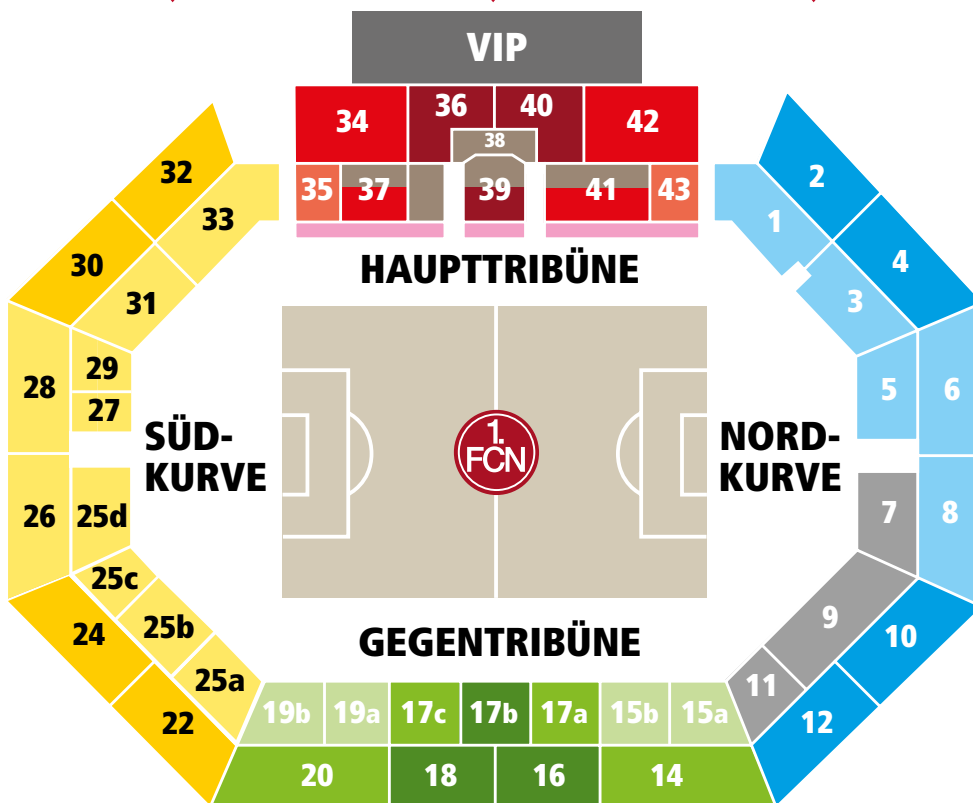 VIP
34
36
40
42
38
35
37
39
41
43
32
33
30
31
2
1
4
3
HAUPTTRIBÜNE
28
29
27
5
6
SÜD-
KURVE
1.
FCN
NORD-
KURVE
26
25d
7
8
25c
24
25b
25a
22
9
10
11
12
GEGENTRIBÜNE
19b
19a
17c
17b
17a
15b
15a
20
18
16
14